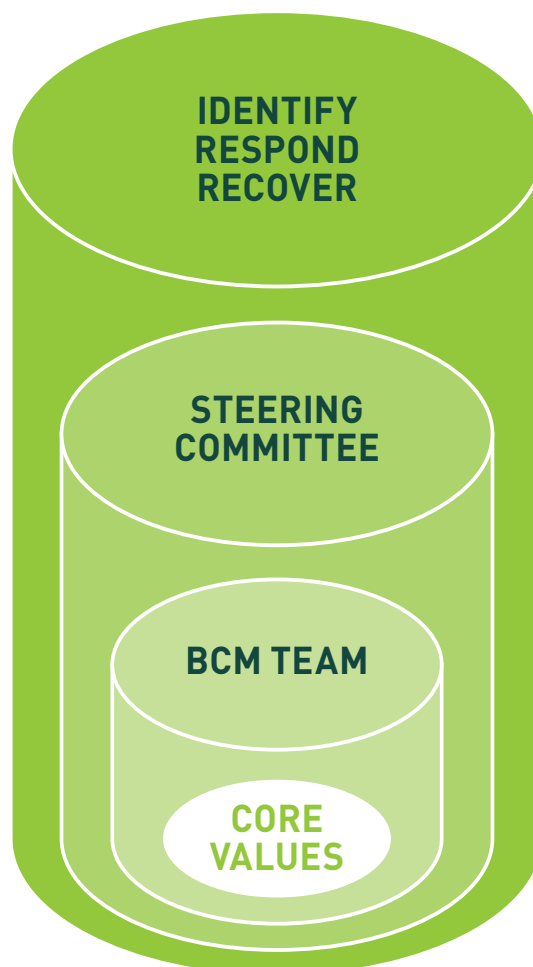 IDENTIFY
RESPOND
RECOVER
STEERING
COMMITTEE
BCM TEAM
CORE
VALUES